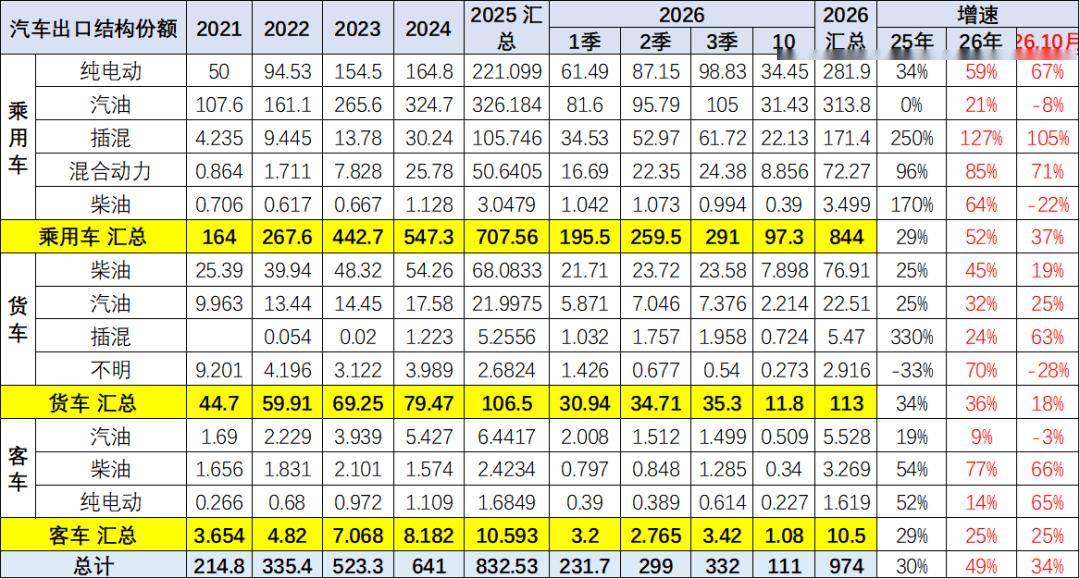 汽车出口结构份额 2021 2022 2023 2024 2025 汇总 2026 2026 汇总 增速
1季 2季 3季 10 25年 26年 26.10月
乘用车
纯电动 50 94.53 154.5 164.8 221.099 61.49 87.15 98.83 34.45 281.9 34% 59% 67%
汽油 107.6 161.1 265.6 324.7 326.184 81.6 95.79 105 31.43 313.8 0% 21% -8%
插混 4.235 9.445 13.78 30.24 105.746 34.53 52.97 61.72 22.13 171.4 250% 127% 105%
混合动力 0.864 1.711 7.828 25.78 50.6405 16.69 22.35 24.38 8.856 72.27 96% 85% 71%
柴油 0.706 0.617 0.667 1.128 3.0479 1.042 1.073 0.994 0.39 3.499 170% 64% -22%
乘用车 汇总 164 267.6 442.7 547.3 707.56 195.5 259.5 291 97.3 844 29% 52% 37%
货车
柴油 25.39 39.94 48.32 54.26 68.0833 21.71 23.72 23.58 7.898 76.91 25% 45% 19%
汽油 9.963 13.44 14.45 17.58 21.9975 5.871 7.046 7.376 2.214 22.51 25% 32% 25%
插混 0.054 0.02 1.223 5.2556 1.032 1.757 1.958 0.724 5.47 330% 24% 63%
不明 9.201 4.196 3.122 3.989 2.6824 1.426 0.677 0.54 0.273 2.916 -33% 70% -28%
货车 汇总 44.7 59.91 69.25 79.47 106.5 30.94 34.71 35.3 11.8 113 34% 36% 18%
客车
汽油 1.69 2.229 3.939 5.427 6.4417 2.008 1.512 1.499 0.509 5.528 19% 9% -3%
柴油 1.656 1.831 2.101 1.574 2.4234 0.797 0.848 1.285 0.34 3.269 54% 77% 66%
纯电动 0.266 0.68 0.972 1.109 1.6849 0.39 0.389 0.614 0.227 1.619 52% 14% 65%
客车 汇总 3.654 4.82 7.068 8.182 10.593 3.2 2.765 3.42 1.08 10.5 29% 25% 25%
总计 214.8 335.4 523.3 641 832.53 231.7 299 332 111 974 30% 49% 34%